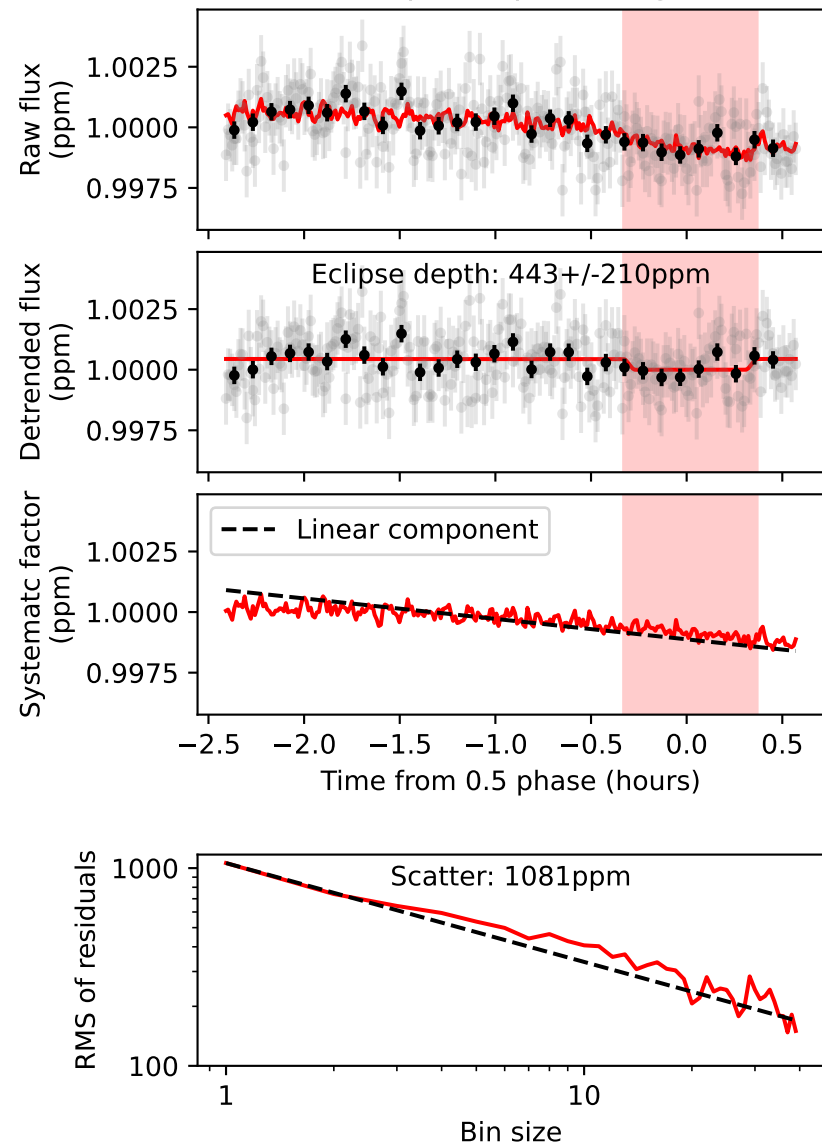 Raw flux
(ppm)
1.0025
1.0000
0.9975
Eclipse depth: 443+/-210ppm
Detrended flux
(ppm)
1.0025
1.0000
0.9975
Linear component
Systematc factor
(ppm)
1.0025
1.0000
0.9975
−2.5 −2.0 −1.5 −1.0 −0.5 0.0 0.5
Time from 0.5 phase (hours)
Scatter: 1081ppm
RMS of residuals
1000
100
1 10
Bin size